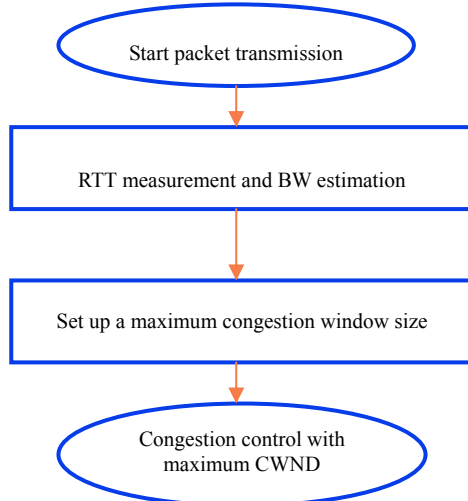 Start packet transmission
RTT measurement and BW estimation
Set up a maximum congestion window size
Congestion control with
maximum CWND